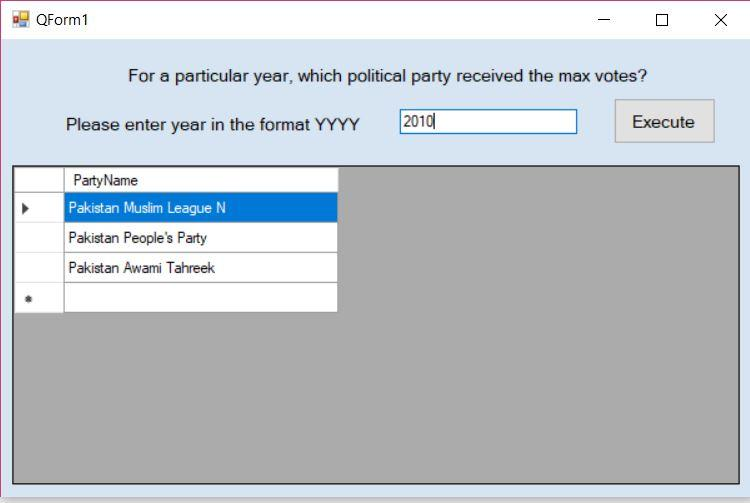 QForm1
For a particular year, which political party received the max votes?
Please enter year in the format YYYY 2010 Execute
PartyName
Pakistan Muslim League N
Pakistan People's Party
Pakistan Awami Tahreek